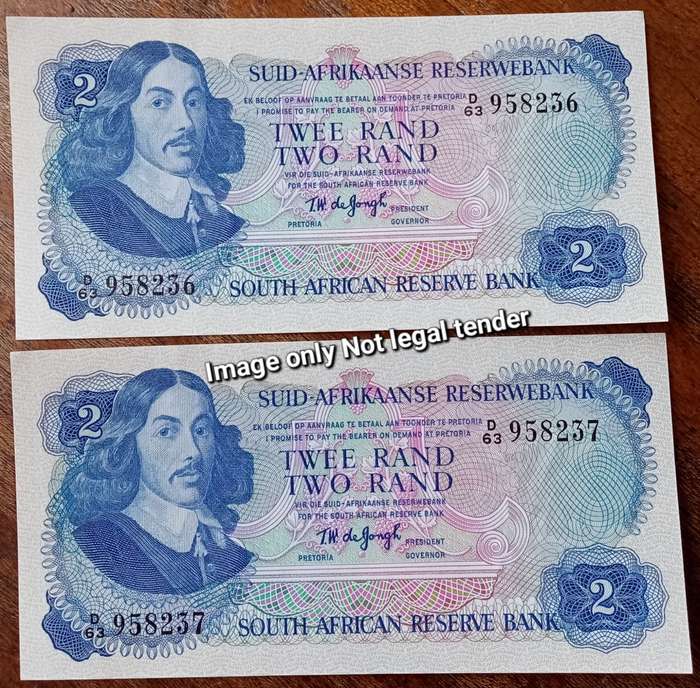 2
SUID-AFRIKAANSE RESERWEBANK
EK BELOOF OP AANVRAAG TE BETAAL AAN TOONDER TE PRETORIA
I PROMISE TO PAY THE BEARER ON DEMAND AT PRETORIA
D/63 958236
TWEE RAND
TWO RAND
VIR DIE SUID-AFRIKAANSE RESERWEBANK
FOR THE SOUTH AFRICAN RESERVE BANK
T.W. de Jongh
PRESIDENT
PRETORIA GOVERNOR
2
D/63 958236
SOUTH AFRICAN RESERVE BANK
Image only Not legal tender
2
SUID-AFRIKAANSE RESERWEBANK
EK BELOOF OP AANVRAAG TE BETAAL AAN TOONDER TE PRETORIA
I PROMISE TO PAY THE BEARER ON DEMAND AT PRETORIA
D/63 958237
TWEE RAND
TWO RAND
VIR DIE SUID-AFRIKAANSE RESERWEBANK
FOR THE SOUTH AFRICAN RESERVE BANK
T.W. de Jongh
PRESIDENT
PRETORIA GOVERNOR
2
D/63 958237
SOUTH AFRICAN RESERVE BANK